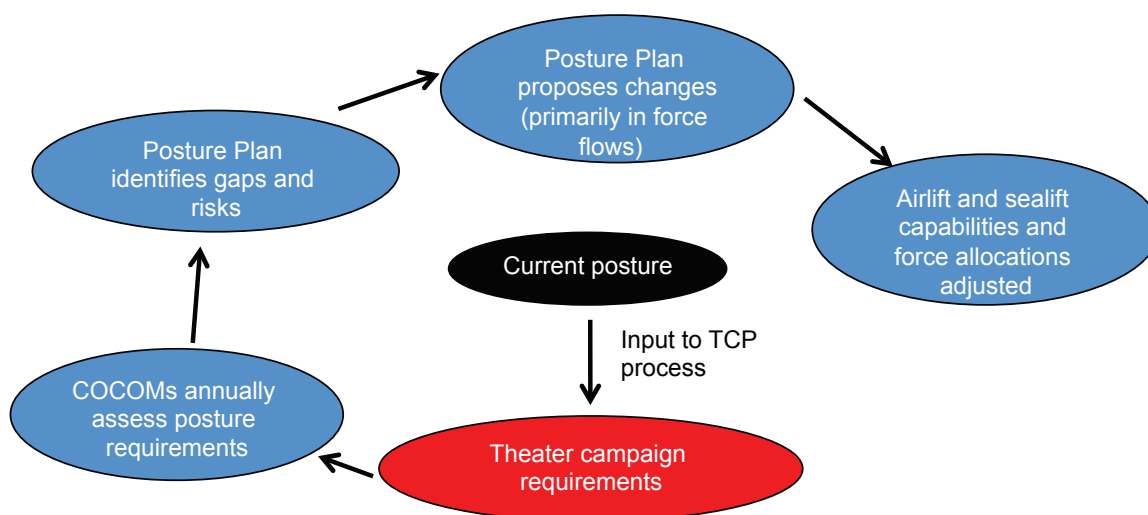 Posture Plan
proposes changes
(primarily in force
flows)
Posture Plan
identifies gaps and
risks
Airlift and sealift
capabilities and
force allocations
adjusted
Current posture
Input to TCP
process
COCOMs annually
assess posture
requirements
Theater campaign
requirements